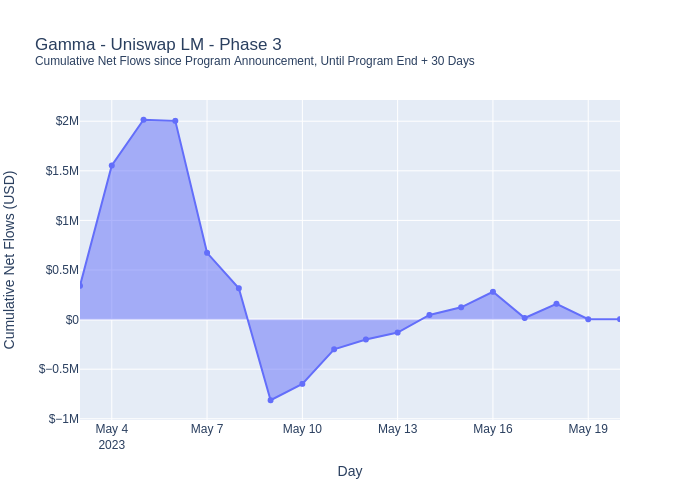 Gamma - Uniswap LM - Phase 3
Cumulative Net Flows since Program Announcement, Until Program End + 30 Days
Cumulative Net Flows (USD)
$2M
$1.5M
$1M
$0.5M
$0
$−0.5M
$−1M
May 4
2023
May 7
May 10
May 13
May 16
May 19
Day